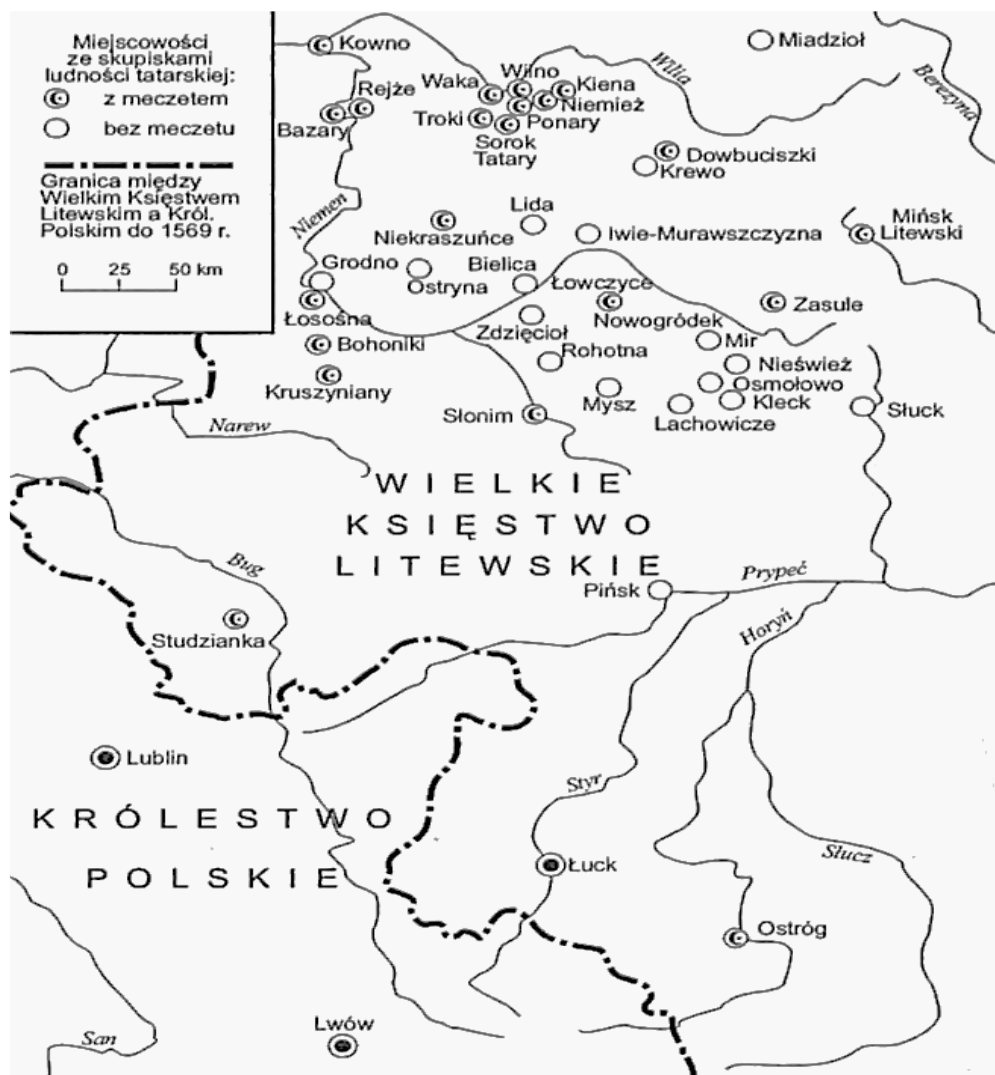 Miejscowości
ze skupiskami
ludności tatarskiej:
z meczetem
bez meczetu
Granica między
Wielkim Księstwem
Litewskim a Król.
Polskim do 1569 r.
0 25 50 km
Kowno
Miadzioł
Wilno
Waka
Kiena
Wilia
Berezyna
Rejże
Niemież
Bazary
Troki
Ponary
Sorok
Tatary
Dowbuciszki
Krewo
Niemen
Lida
Niekraszuńce
Iwie-Murawszczyzna
Mińsk
Litewski
Grodno
Bielica
Ostryna
Łowczyce
Łosośna
Nowogródek
Zasule
Zdzięcioł
Bohoniki
Mir
Rohotna
Nieśwież
Kruszyniany
Osmołowo
Mysz
Kleck
Słuck
Słonim
Lachowicze
Narew
WIELKIE
KSIĘSTWO
LITEWSKIE
Bug
Prypeć
Pińsk
Horyń
Studzianka
Lublin
Styr
KRÓLESTWO
POLSKIE
Słucz
Łuck
Ostróg
Lwów
San